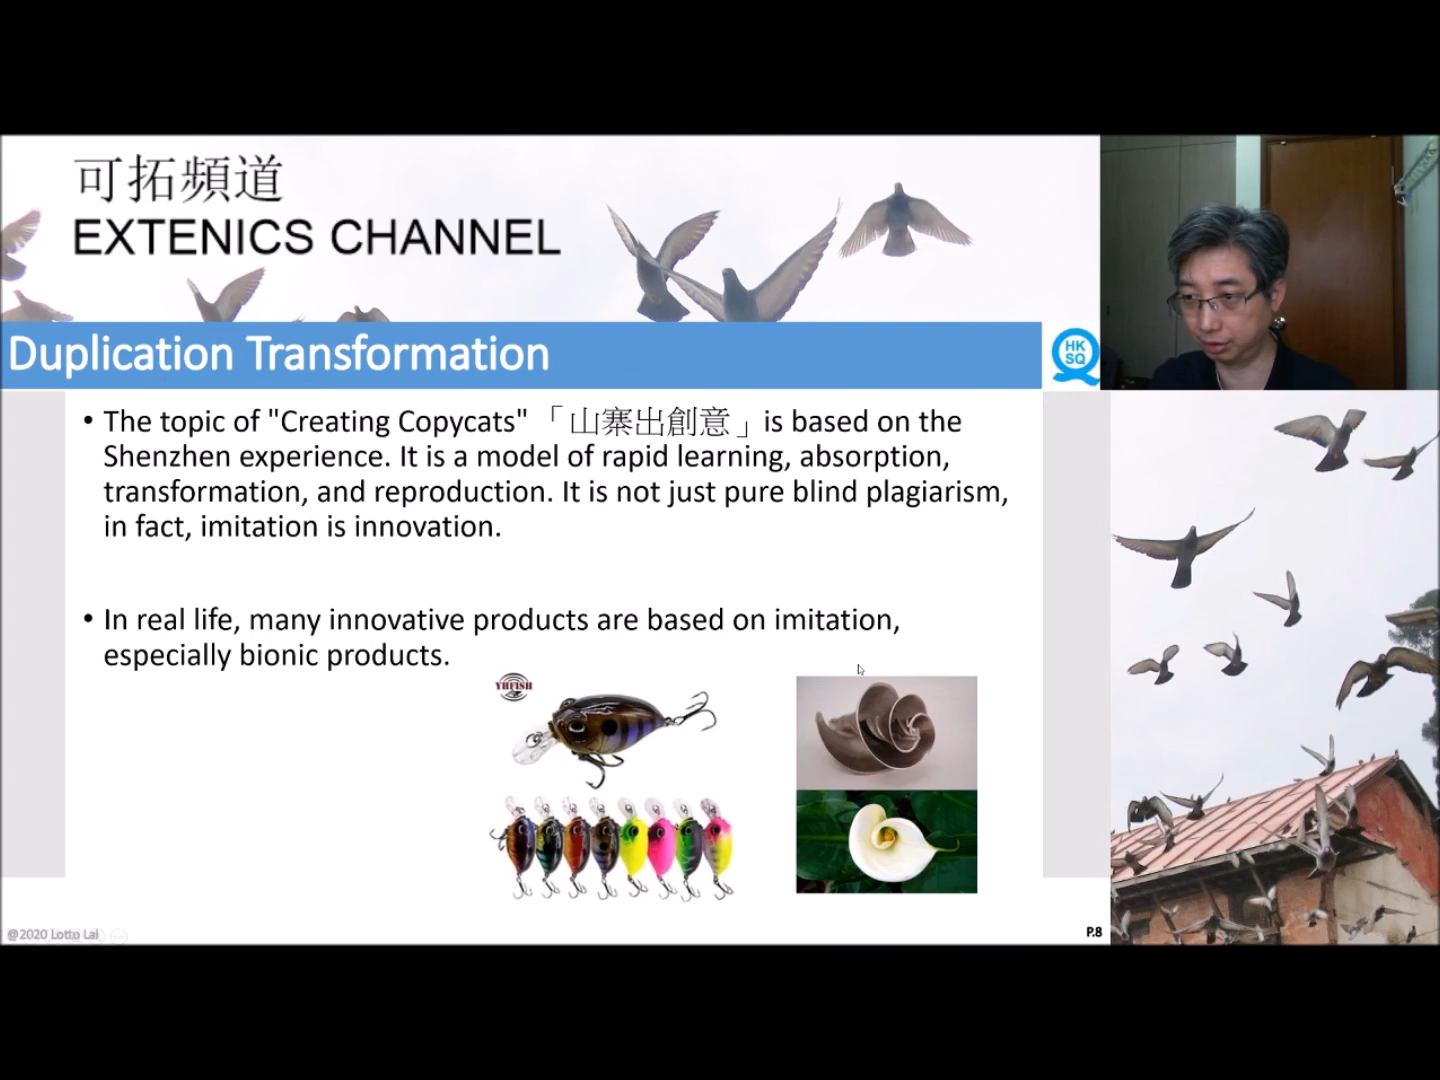 可拓頻道
EXTENICS CHANNEL
Duplication Transformation
HK
SQ
• The topic of "Creating Copycats" 「山寨出創意」is based on the
Shenzhen experience. It is a model of rapid learning, absorption,
transformation, and reproduction. It is not just pure blind plagiarism,
in fact, imitation is innovation.
• In real life, many innovative products are based on imitation,
especially bionic products.
YHFISH
@2020 Lotto Lai
P.8